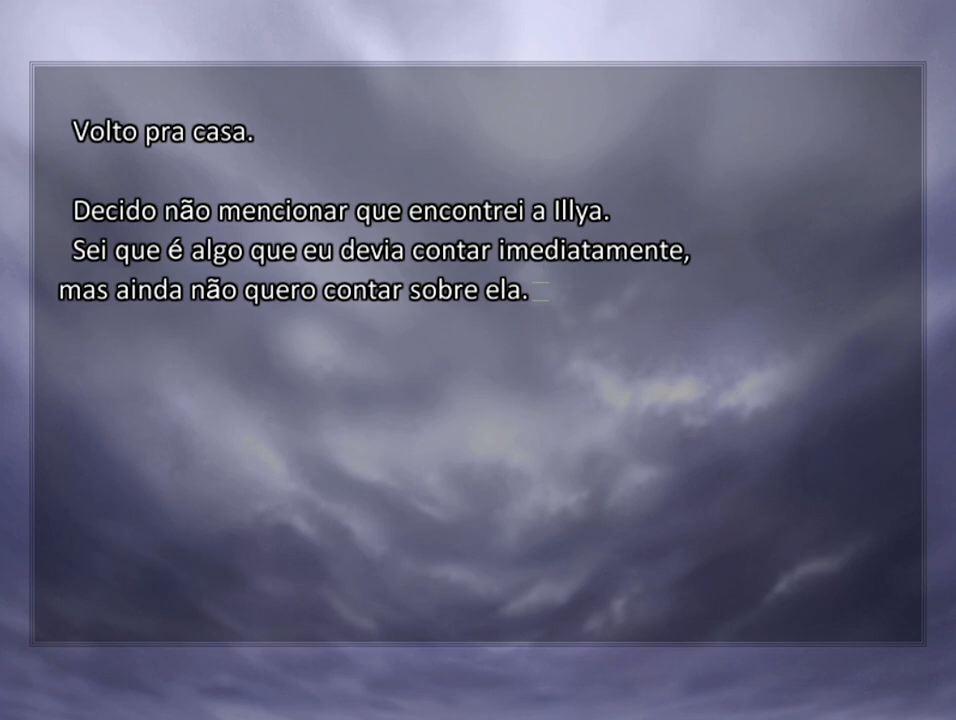 Volto pra casa.
Decido não mencionar que encontrei a Illya.
Sei que é algo que eu devia contar imediatamente,
mas ainda não quero contar sobre ela.